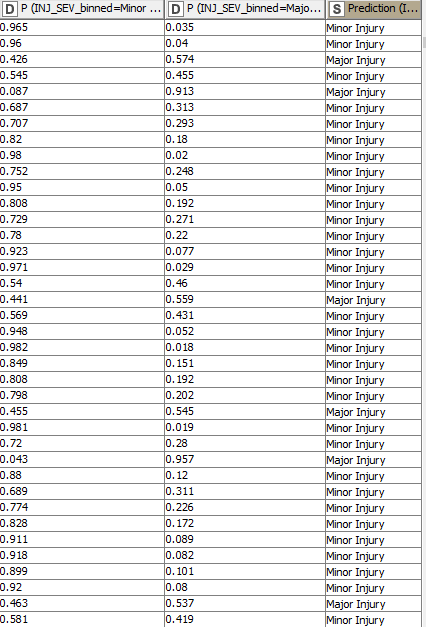 D P (INJ_SEV_binned=Minor ... D P (INJ_SEV_binned=Majo... S Prediction (I...
0.965 0.035 Minor Injury
0.96 0.04 Minor Injury
0.426 0.574 Major Injury
0.545 0.455 Minor Injury
0.087 0.913 Major Injury
0.687 0.313 Minor Injury
0.707 0.293 Minor Injury
0.82 0.18 Minor Injury
0.98 0.02 Minor Injury
0.752 0.248 Minor Injury
0.95 0.05 Minor Injury
0.808 0.192 Minor Injury
0.729 0.271 Minor Injury
0.78 0.22 Minor Injury
0.923 0.077 Minor Injury
0.971 0.029 Minor Injury
0.54 0.46 Minor Injury
0.441 0.559 Major Injury
0.569 0.431 Minor Injury
0.948 0.052 Minor Injury
0.982 0.018 Minor Injury
0.849 0.151 Minor Injury
0.808 0.192 Minor Injury
0.798 0.202 Minor Injury
0.455 0.545 Major Injury
0.981 0.019 Minor Injury
0.72 0.28 Minor Injury
0.043 0.957 Major Injury
0.88 0.12 Minor Injury
0.689 0.311 Minor Injury
0.774 0.226 Minor Injury
0.828 0.172 Minor Injury
0.911 0.089 Minor Injury
0.918 0.082 Minor Injury
0.899 0.101 Minor Injury
0.92 0.08 Minor Injury
0.463 0.537 Major Injury
0.581 0.419 Minor Injury